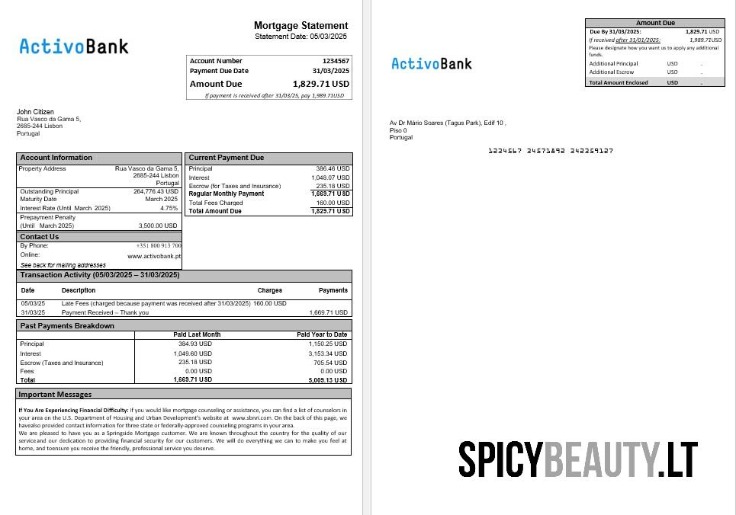 Mortgage Statement
Statement Date: 05/03/2025
ActivoBank
Account Number 1234567
Payment Due Date 31/03/2025
Amount Due 1,829.71 USD
If payment is received after 31/03/25, pay 1,989.71USD
John Citizen
Rua Vasco da Gama 5,
2685-244 Lisbon
Portugal
Account Information
Property Address Rua Vasco da Gama 5,
2685-244 Lisbon
Portugal
Outstanding Principal 264,776.43 USD
Maturity Date March 2025
Interest Rate (Until March 2025) 4.75%
Prepayment Penalty
(Until March 2025) 3,500.00 USD
Contact Us
By Phone: +351 000 913 700
Online: www.activobank.pt
See back for mailing addresses
Current Payment Due
Principal 386.46 USD
Interest 1,048.07 USD
Escrow (for Taxes and Insurance) 235.18 USD
Regular Monthly Payment 1,669.71 USD
Total Fees Charged 160.00 USD
Total Amount Due 1,829.71 USD
Transaction Activity (05/03/2025 – 31/03/2025)
Date Description Charges Payments
05/03/25 Late Fees (charged because payment was received after 31/03/2025) 160.00 USD
31/03/25 Payment Received – Thank you 1,669.71 USD
Past Payments Breakdown
Paid Last Month Paid Year to Date
Principal 384.93 USD 1,150.25 USD
Interest 1,049.60 USD 3,153.34 USD
Escrow (Taxes and Insurance) 235.18 USD 705.54 USD
Fees 0.00 USD 0.00 USD
Total 1,669.71 USD 5,009.13 USD
Important Messages
If You Are Experiencing Financial Difficulty: If you would like mortgage counseling or assistance, you can find a list of counselors in
your area on the U.S. Department of Housing and Urban Development's website at On the back of this page, we
havealso provided contact information for three state or federally-approved counseling programs in your area.
We are pleased to have you as a Springside Mortgage customer. We are known throughout the country for the quality of our
serviceand our dedication to providing financial security for our customers. We will do everything we can to make you feel at
home, and toensure you receive the friendly, professional service you deserve.
Amount Due
Due By 31/03/2025: 1,829.71 USD
If received after 31/03/2025: 1,989.71USD
Please designate how you want us to apply any additional
funds.
Additional Principal USD .
Additional Escrow USD .
Total Amount Enclosed USD .
ActivoBank
Av Dr Mário Soares (Tagus Park), Edif 10 ,
Piso 0
Portugal
1234567 34571892 342359127
SPICYBEAUTY.LT